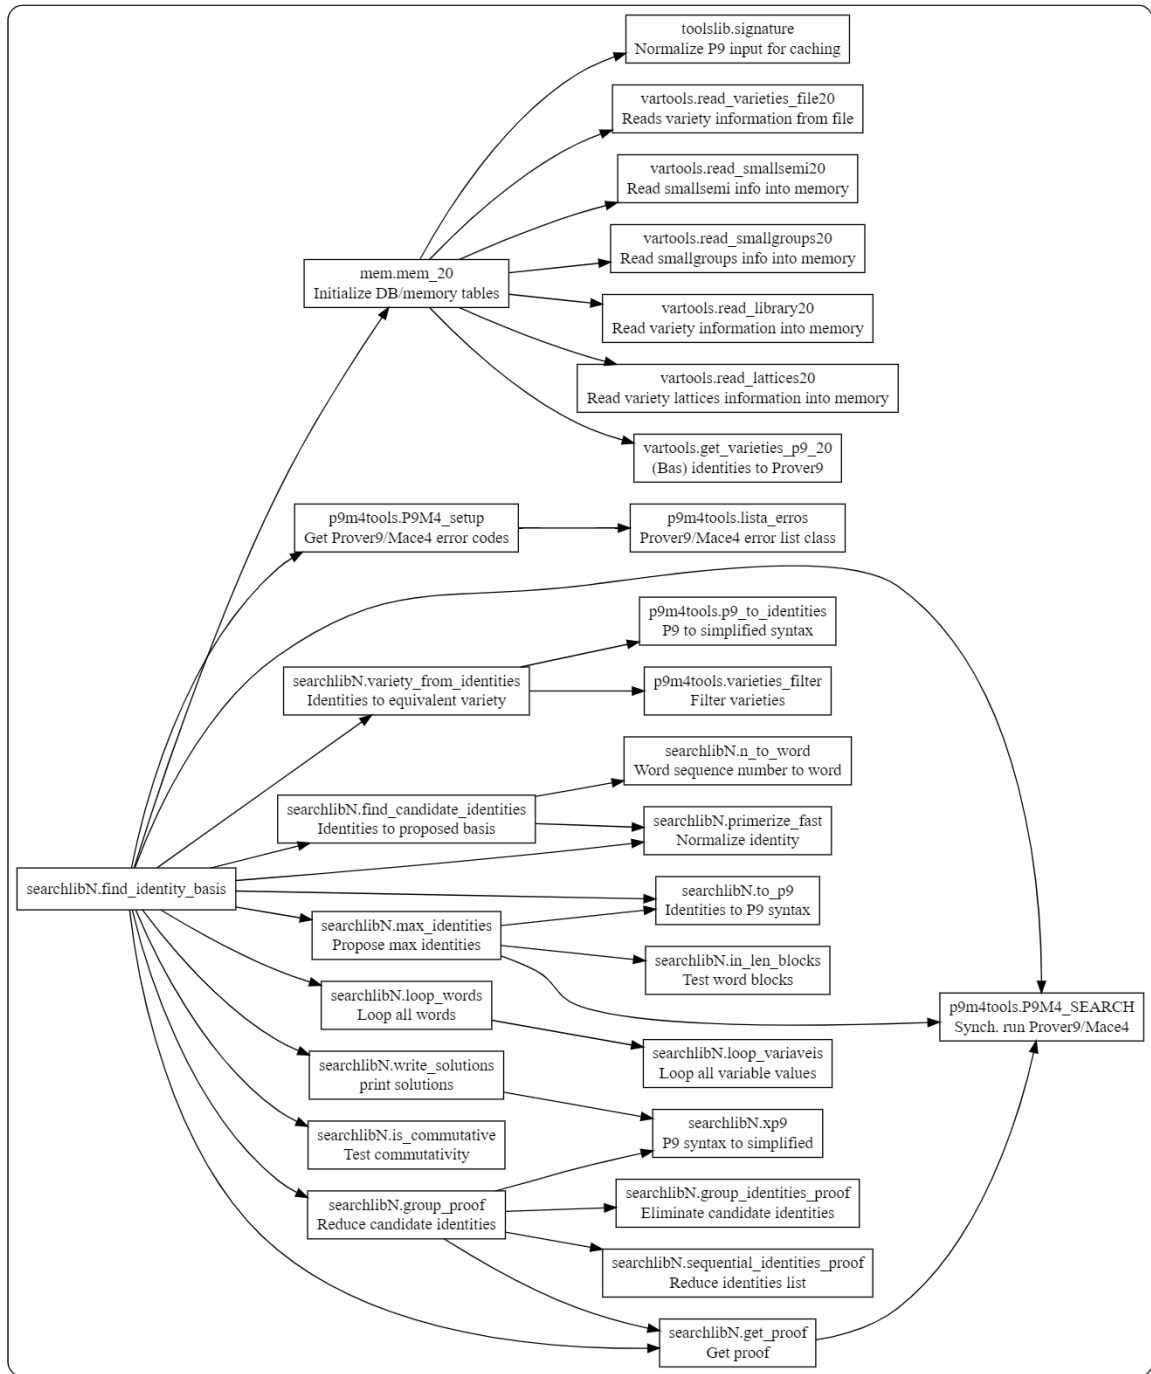 toolslib.signature
Normalize P9 input for caching
vartools.read_varieties_file20
Reads variety information from file
vartools.read_smallsemi20
Read smallsemi info into memory
vartools.read_smallgroups20
Read smallgroups info into memory
mem.mem_20
Initialize DB/memory tables
vartools.read_library20
Read variety information into memory
vartools.read_lattices20
Read variety lattices information into memory
vartools.get_varieties_p9_20
(Bas) identities to Prover9
p9m4tools.P9M4_setup
Get Prover9/Mace4 error codes
p9m4tools.lista_erros
Prover9/Mace4 error list class
p9m4tools.p9_to_identities
P9 to simplified syntax
searchlibN.variety_from_identities
Identities to equivalent variety
p9m4tools.varieties_filter
Filter varieties
searchlibN.n_to_word
Word sequence number to word
searchlibN.find_candidate_identities
Identities to proposed basis
searchlibN.primerize_fast
Normalize identity
searchlibN.find_identity_basis
searchlibN.to_p9
Identities to P9 syntax
searchlibN.max_identities
Propose max identities
searchlibN.in_len_blocks
Test word blocks
searchlibN.loop_words
Loop all words
p9m4tools.P9M4_SEARCH
Synch. run Prover9/Mace4
searchlibN.loop_variaveis
Loop all variable values
searchlibN.write_solutions
print solutions
searchlibN.xp9
P9 syntax to simplified
searchlibN.is_commutative
Test commutativity
searchlibN.group_proof
Reduce candidate identities
searchlibN.group_identities_proof
Eliminate candidate identities
searchlibN.sequential_identities_proof
Reduce identities list
searchlibN.get_proof
Get proof